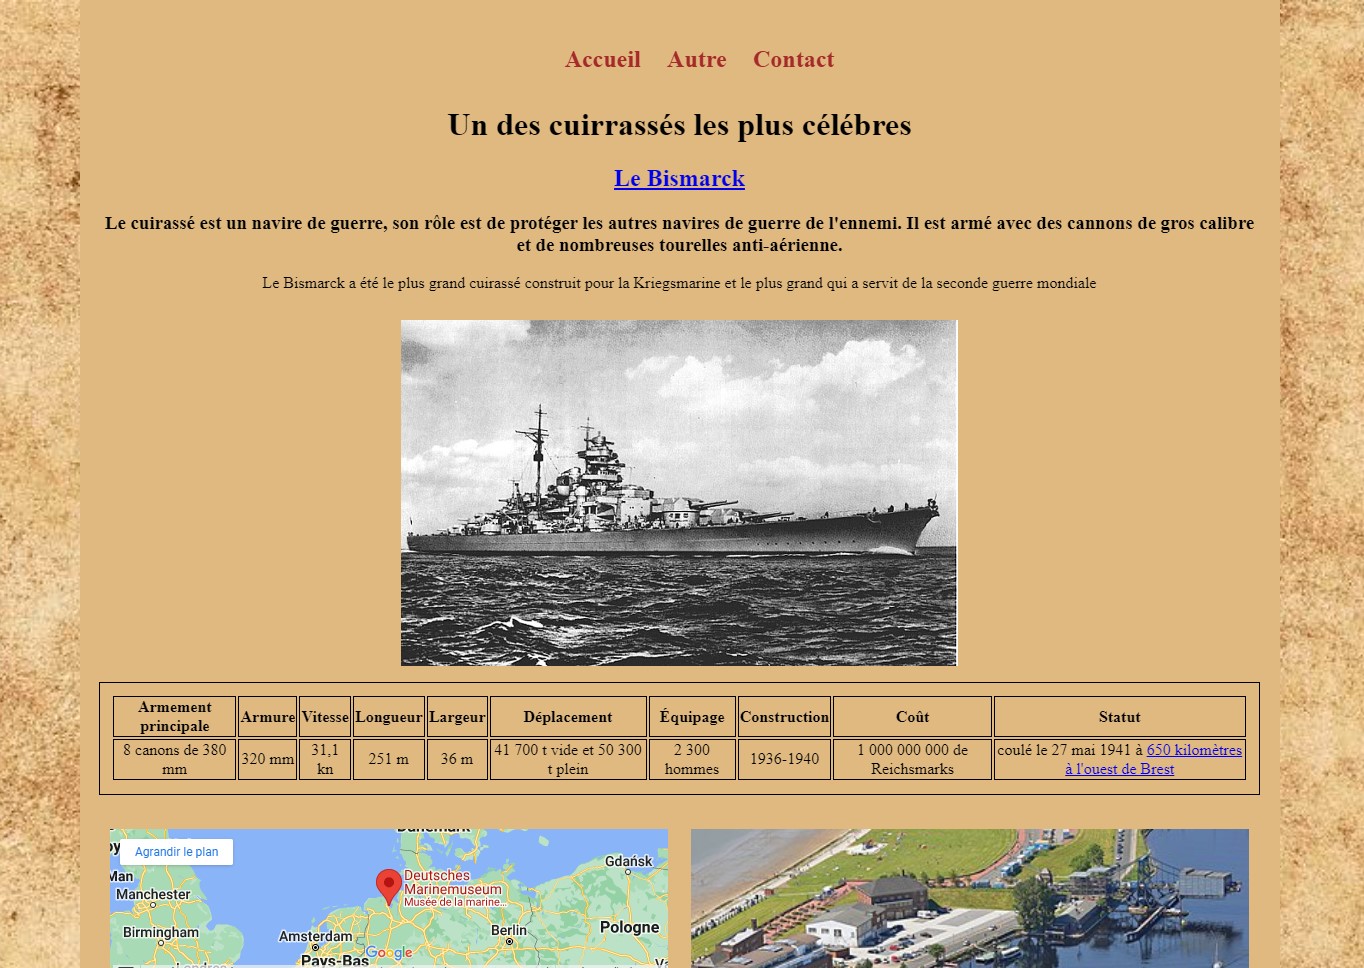 Accueil Autre Contact
Un des cuirrassés les plus célébres
Le Bismarck
Le cuirassé est un navire de guerre, son rôle est de protéger les autres navires de guerre de l'ennemi. Il est armé avec des cannons de gros calibre
et de nombreuses tourelles anti-aérienne.
Le Bismarck a été le plus grand cuirassé construit pour la Kriegsmarine et le plus grand qui a servit de la seconde guerre mondiale
Armement principale Armure Vitesse Longueur Largeur Déplacement Équipage Construction Coût Statut
8 canons de 380 mm 320 mm 31,1 kn 251 m 36 m 41 700 t vide et 50 300 t plein 2 300 hommes 1936-1940 1 000 000 000 de Reichsmarks coulé le 27 mai 1941 à 650 kilomètres à l'ouest de Brest
Danemark
Agrandir le plan
Gdańsk
Deutsches
Marinemuseum
Musée de la marine...
Man
Manchester
Birmingham
Amsterdam
Berlin
Pologne
Google
Pays-Bas